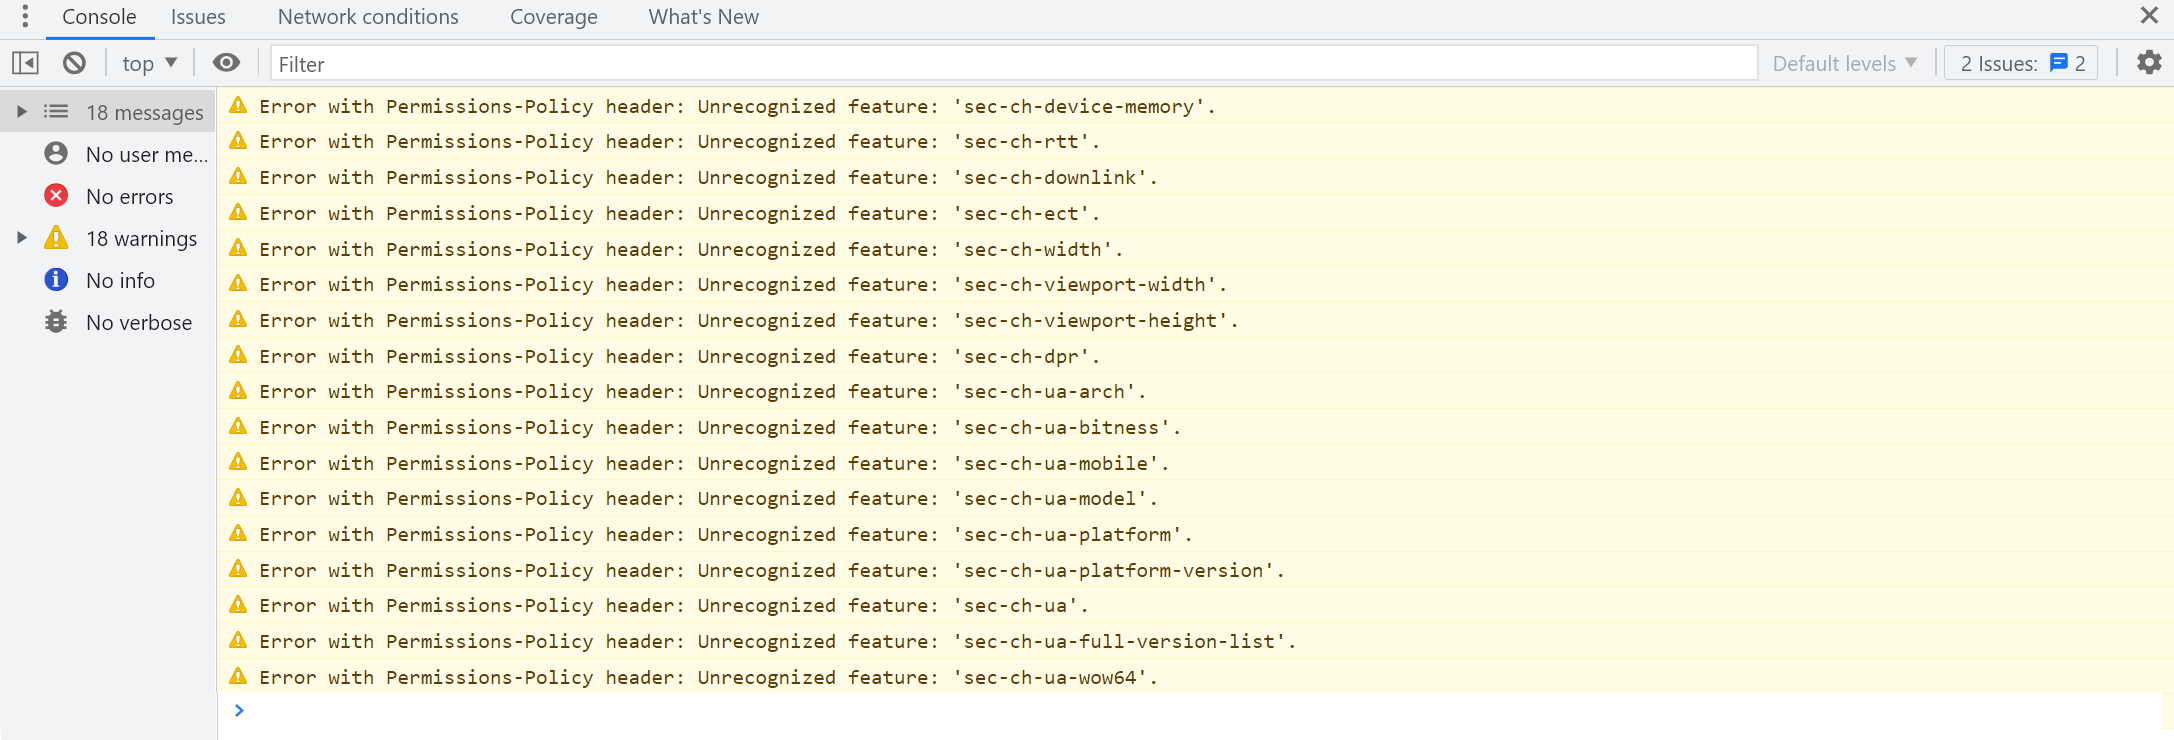 Console Issues Network conditions Coverage What's New
top Filter Default levels 2 Issues: 2
18 messages
No user me...
No errors
18 warnings
No info
No verbose
Error with Permissions-Policy header: Unrecognized feature: 'sec-ch-device-memory'.
Error with Permissions-Policy header: Unrecognized feature: 'sec-ch-rtt'.
Error with Permissions-Policy header: Unrecognized feature: 'sec-ch-downlink'.
Error with Permissions-Policy header: Unrecognized feature: 'sec-ch-ect'.
Error with Permissions-Policy header: Unrecognized feature: 'sec-ch-width'.
Error with Permissions-Policy header: Unrecognized feature: 'sec-ch-viewport-width'.
Error with Permissions-Policy header: Unrecognized feature: 'sec-ch-viewport-height'.
Error with Permissions-Policy header: Unrecognized feature: 'sec-ch-dpr'.
Error with Permissions-Policy header: Unrecognized feature: 'sec-ch-ua-arch'.
Error with Permissions-Policy header: Unrecognized feature: 'sec-ch-ua-bitness'.
Error with Permissions-Policy header: Unrecognized feature: 'sec-ch-ua-mobile'.
Error with Permissions-Policy header: Unrecognized feature: 'sec-ch-ua-model'.
Error with Permissions-Policy header: Unrecognized feature: 'sec-ch-ua-platform'.
Error with Permissions-Policy header: Unrecognized feature: 'sec-ch-ua-platform-version'.
Error with Permissions-Policy header: Unrecognized feature: 'sec-ch-ua'.
Error with Permissions-Policy header: Unrecognized feature: 'sec-ch-ua-full-version-list'.
Error with Permissions-Policy header: Unrecognized feature: 'sec-ch-ua-wow64'.